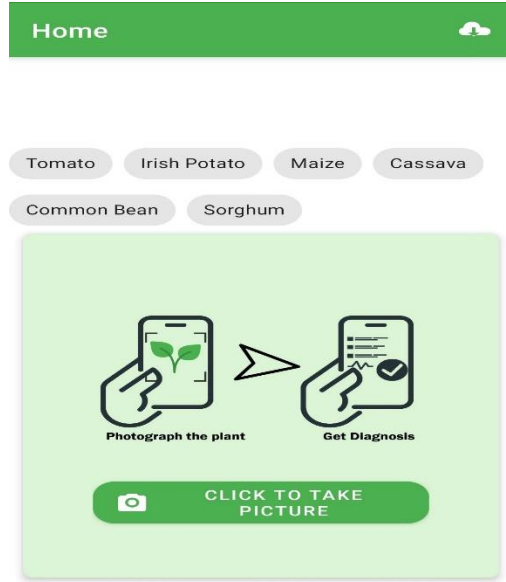 Home
Tomato Irish Potato Maize Cassava
Common Bean Sorghum
Photograph the plant Get Diagnosis
CLICK TO TAKE
PICTURE